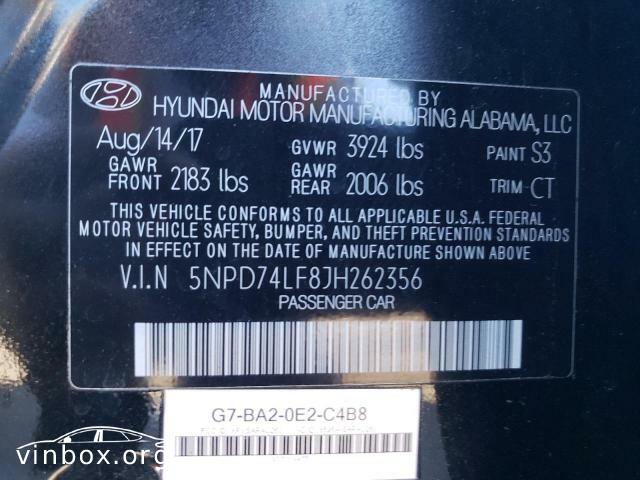 MANUFACTURED BY
HYUNDAI MOTOR MANUFACTURING ALABAMA, LLC
Aug/14/17 GVWR 3924 lbs PAINT S3
GAWR FRONT 2183 lbs GAWR REAR 2006 lbs TRIM CT
THIS VEHICLE CONFORMS TO ALL APPLICABLE U.S.A. FEDERAL
MOTOR VEHICLE SAFETY, BUMPER, AND THEFT PREVENTION STANDARDS
IN EFFECT ON THE DATE OF MANUFACTURE SHOWN ABOVE
V.I.N 5NPD74LF8JH262356
PASSENGER CAR
G7-BA2-0E2-C4B8
vinbox.org